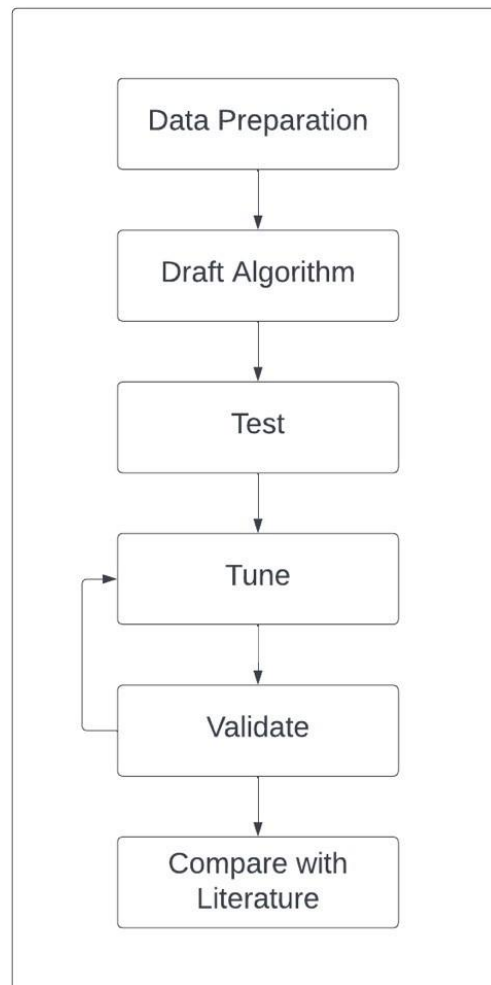 Data Preparation
Draft Algorithm
Test
Tune
Validate
Compare with
Literature